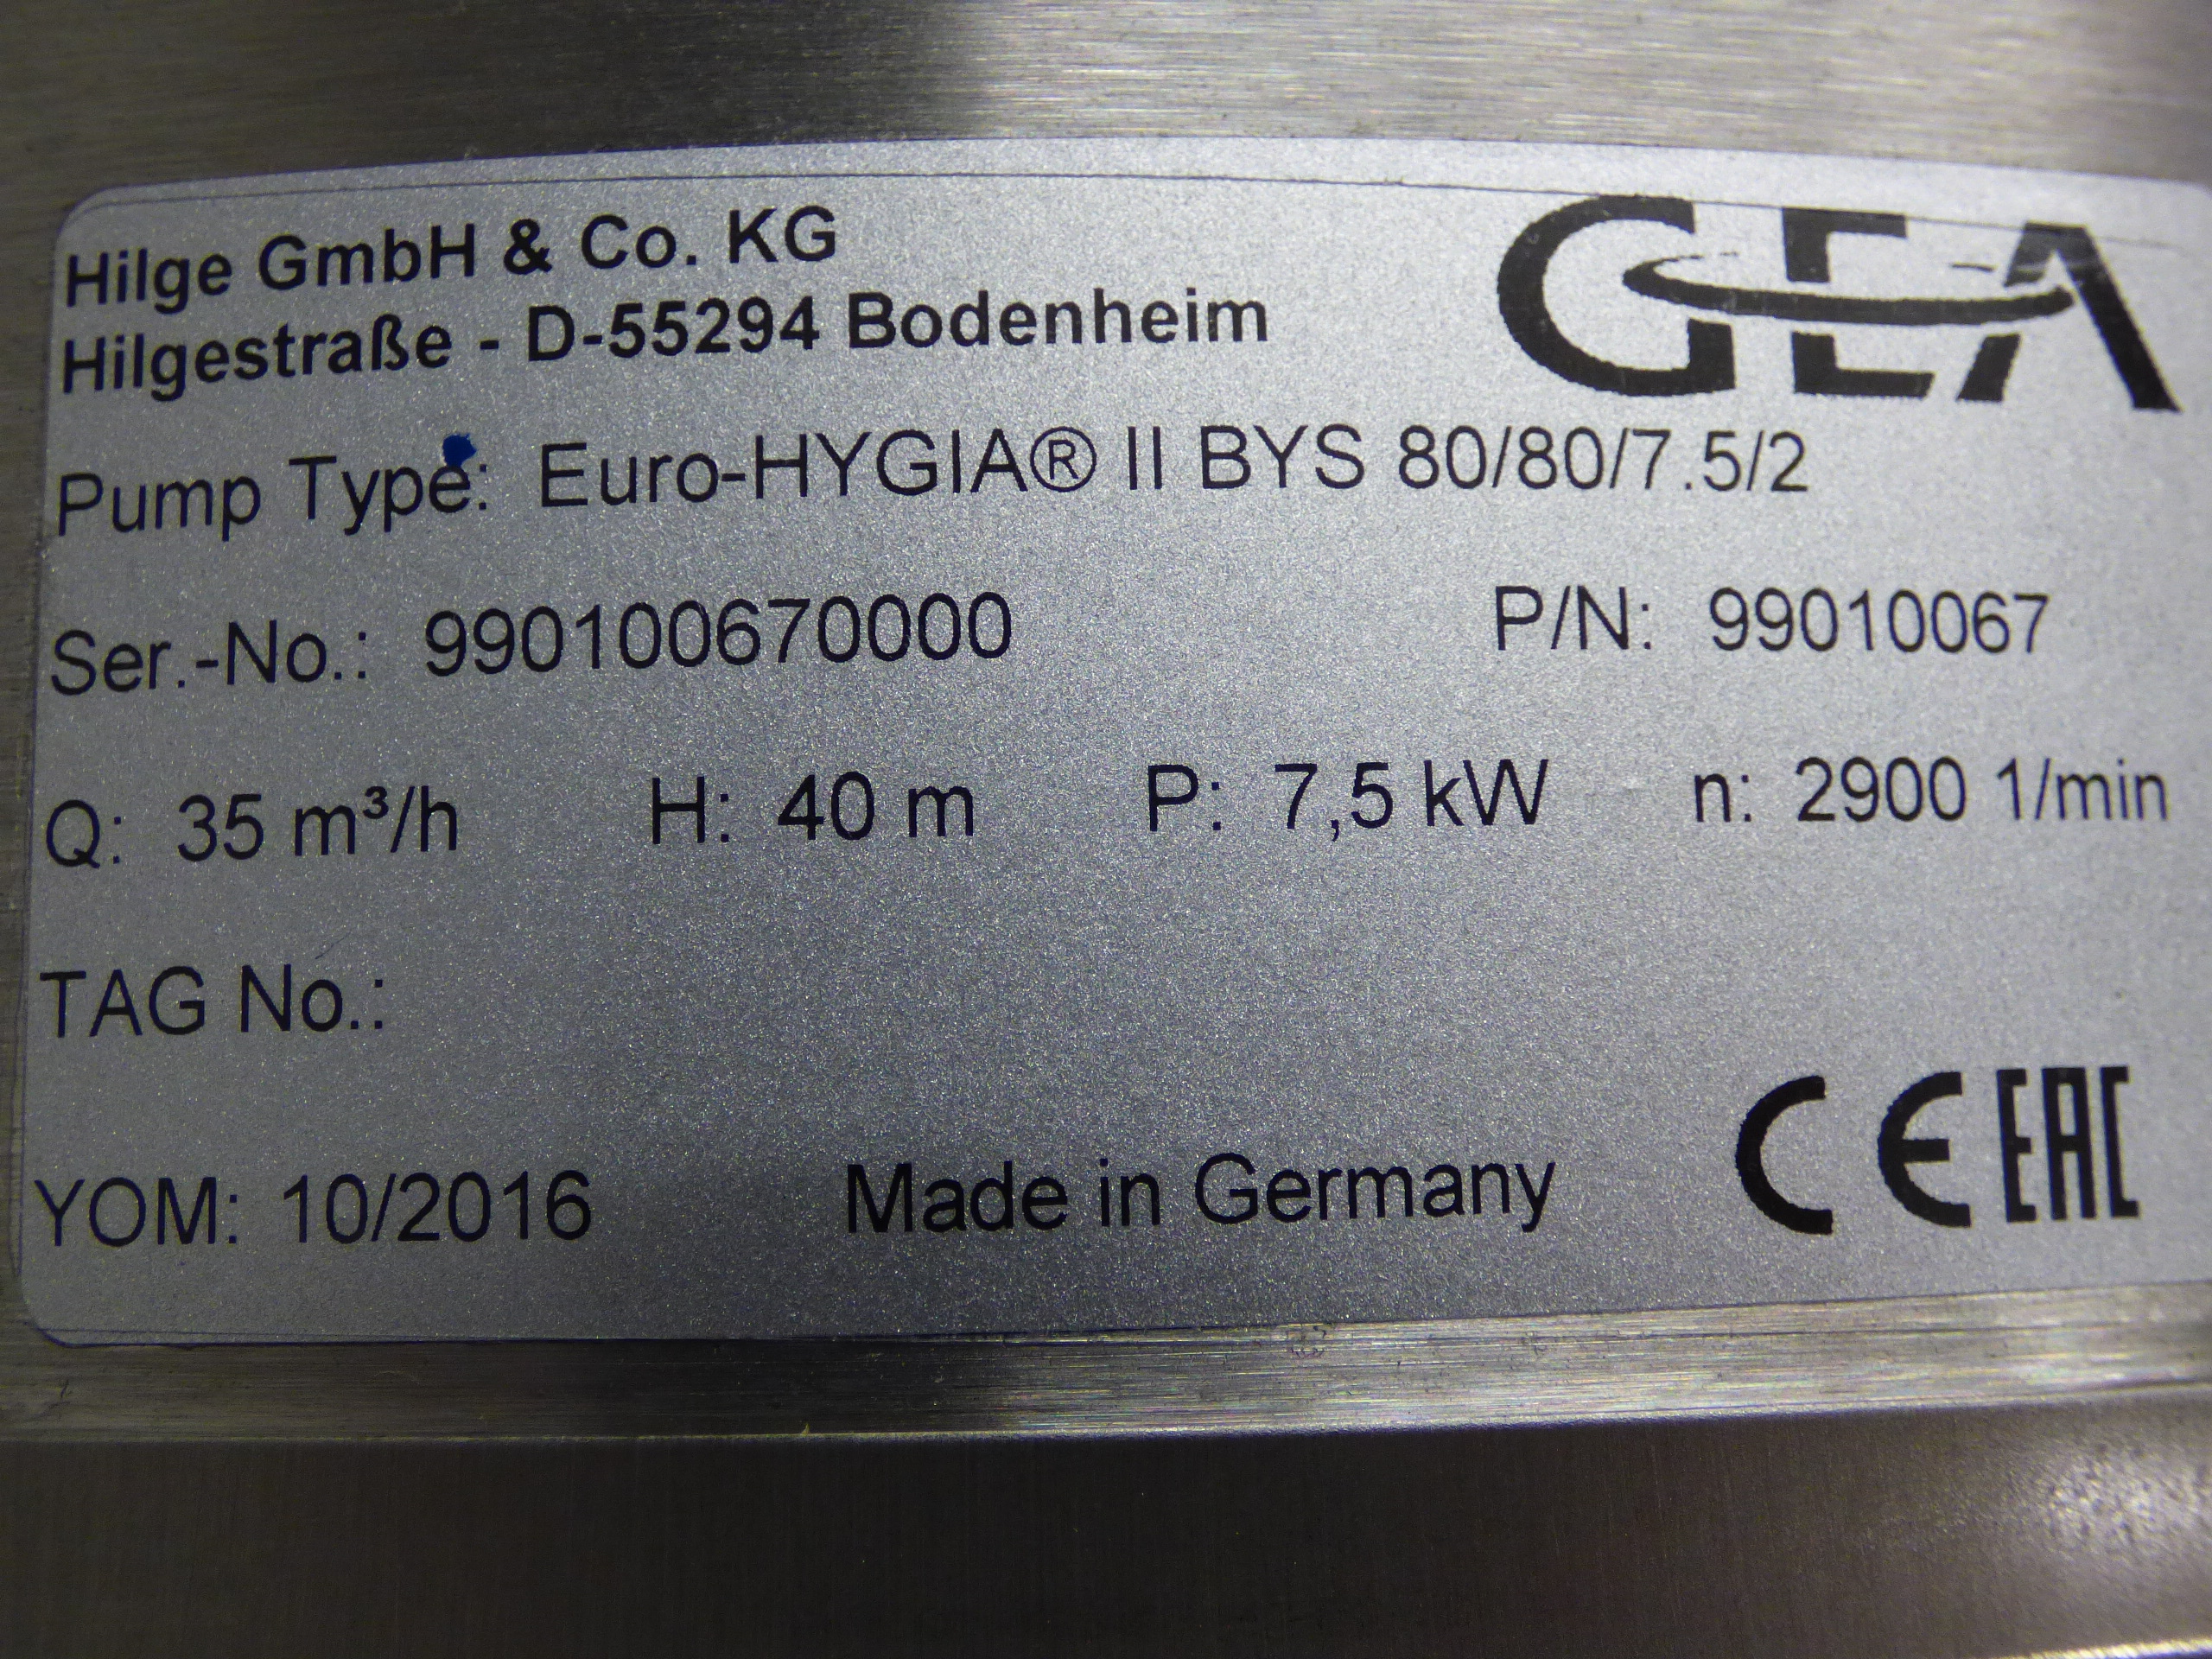 Hilge GmbH & Co. KG
GEA
Hilgestraße - D-55294 Bodenheim
Pump Type: Euro-HYGIA® II BYS 80/80/7.5/2
Ser.-No.: 990100670000 P/N: 99010067
Q: 35 m³/h H: 40 m P: 7,5 kW n: 2900 1/min
TAG No.:
YOM: 10/2016 Made in Germany CE EAC